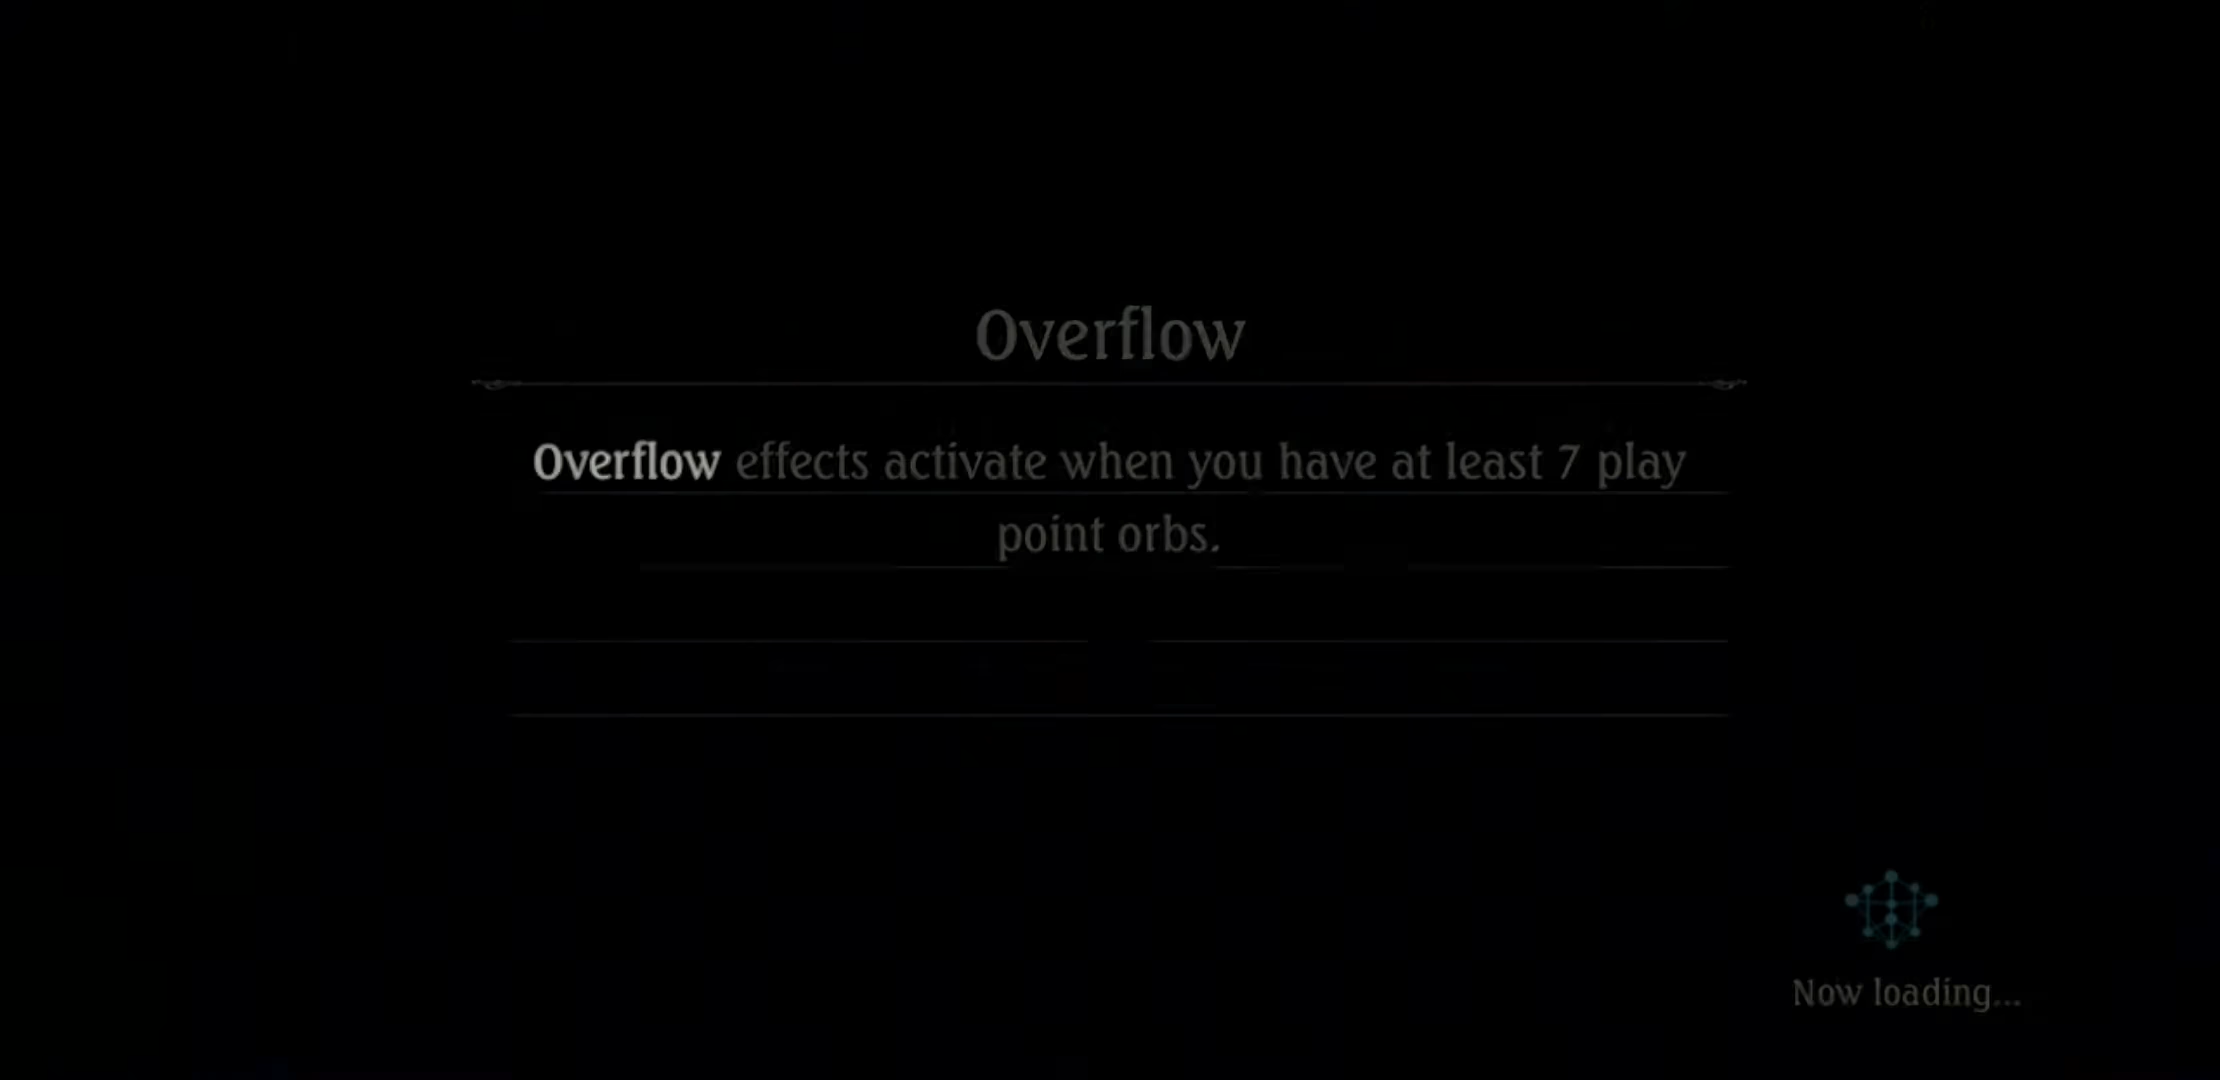 Overflow
Overflow effects activate when you have at least 7 play
point orbs.
Now loading...